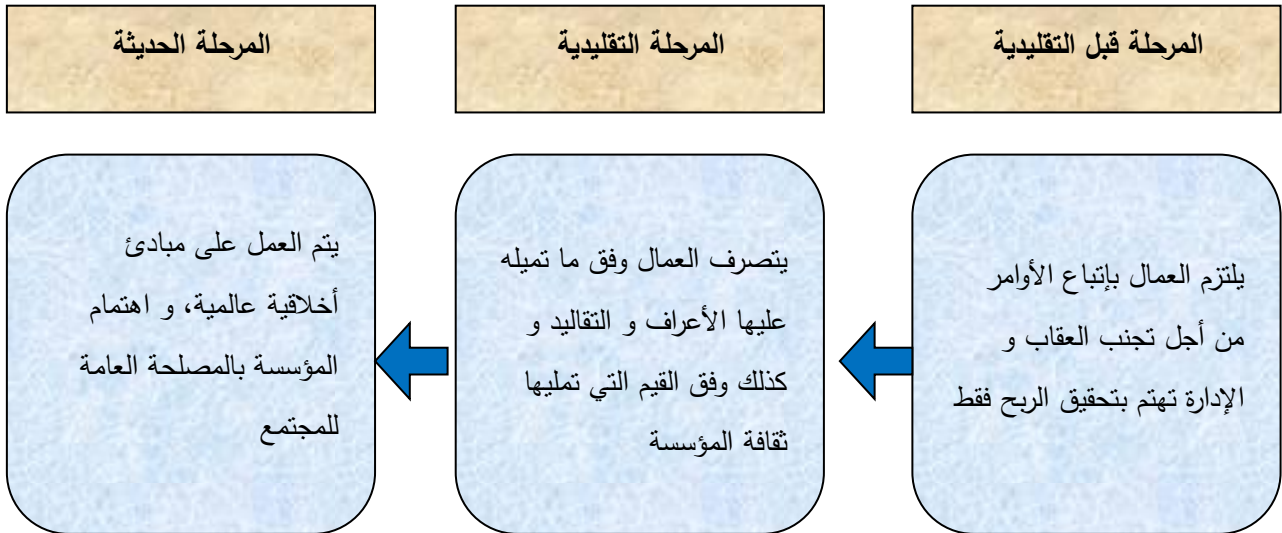 المرحلة قبل التقليدية
يلتزم العمال بإتباع الأوامر
من أجل تجنب العقاب و
الإدارة تهتم بتحقيق الربح فقط
المرحلة التقليدية
يتصرف العمال وفق ما تميله
عليها الأعراف و التقاليد و
كذلك وفق القيم التي تمليها
ثقافة المؤسسة
المرحلة الحديثة
يتم العمل على مبادئ
أخلاقية عالمية، و اهتمام
المؤسسة بالمصلحة العامة
للمجتمع